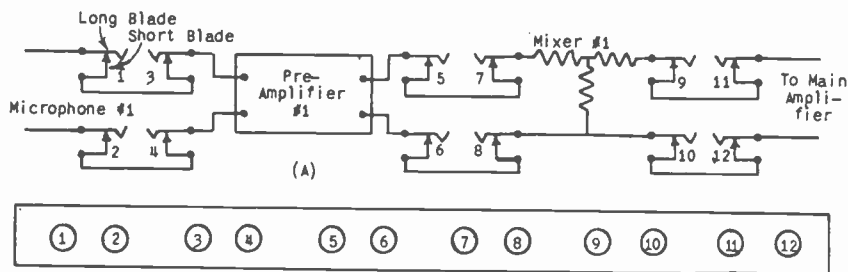 Long Blade
Short Blade
Mixer #1
1 3 5 7 9 11
Pre-
Amplifier
#1
To Main
Ampli-
fier
Microphone #1
2 4 6 8 10 12
(A)
1 2 3 4 5 6 7 8 9 10 11 12